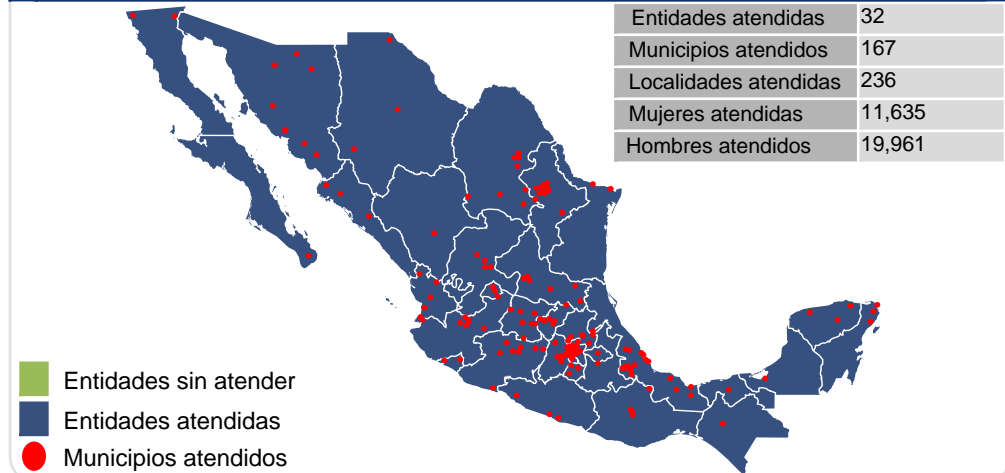 Entidades atendidas 32
Municipios atendidos 167
Localidades atendidas 236
Mujeres atendidas 11,635
Hombres atendidos 19,961
Entidades sin atender
Entidades atendidas
Municipios atendidos